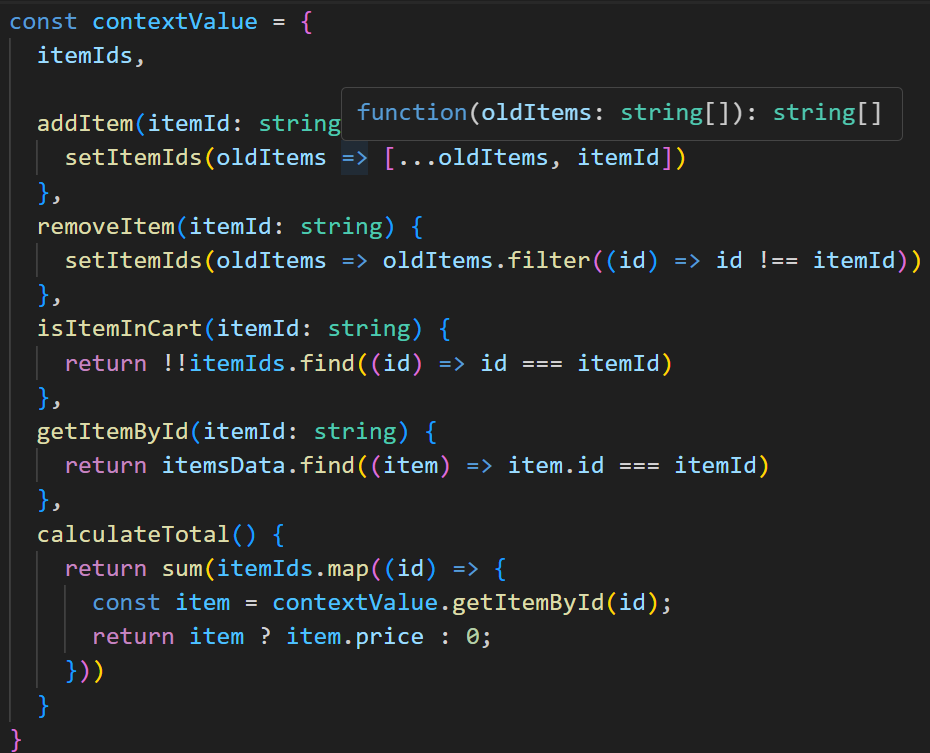 const contextValue = {
  itemIds,

  addItem(itemId: string
function(oldItems: string[]): string[]
    setItemIds(oldItems => [...oldItems, itemId])
  },
  removeItem(itemId: string) {
    setItemIds(oldItems => oldItems.filter((id) => id !== itemId))
  },
  isItemInCart(itemId: string) {
    return !!itemIds.find((id) => id === itemId)
  },
  getItemById(itemId: string) {
    return itemsData.find((item) => item.id === itemId)
  },
  calculateTotal() {
    return sum(itemIds.map((id) => {
      const item = contextValue.getItemById(id);
      return item ? item.price : 0;
    }))
  }
}